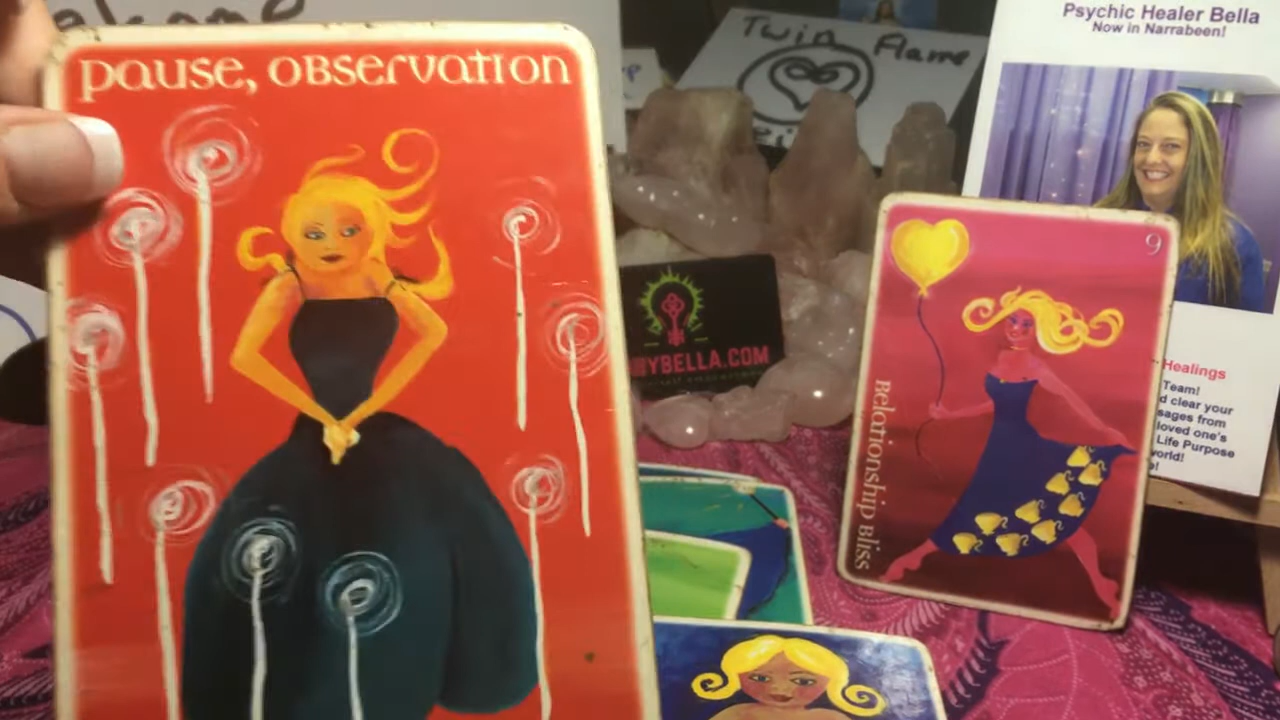 pause, observation
Twin Flame
Psychic Healer Bella
Now in Narrabeen!
YBELLA.COM
9
Relationship Bliss
Healings
Team!
d clear your
sages from
loved one's
Life Purpose
world!